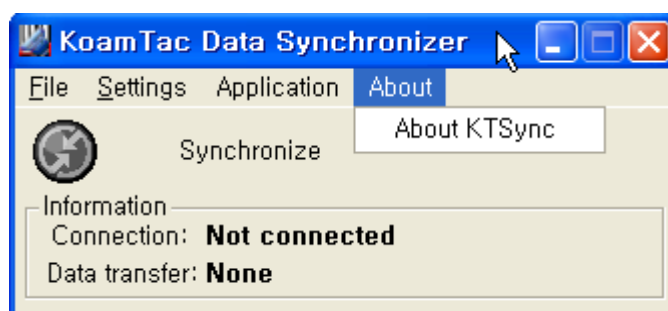 KoamTac Data Synchronizer
File Settings Application About
About KTSync
Synchronize
Information
Connection: Not connected
Data transfer: None